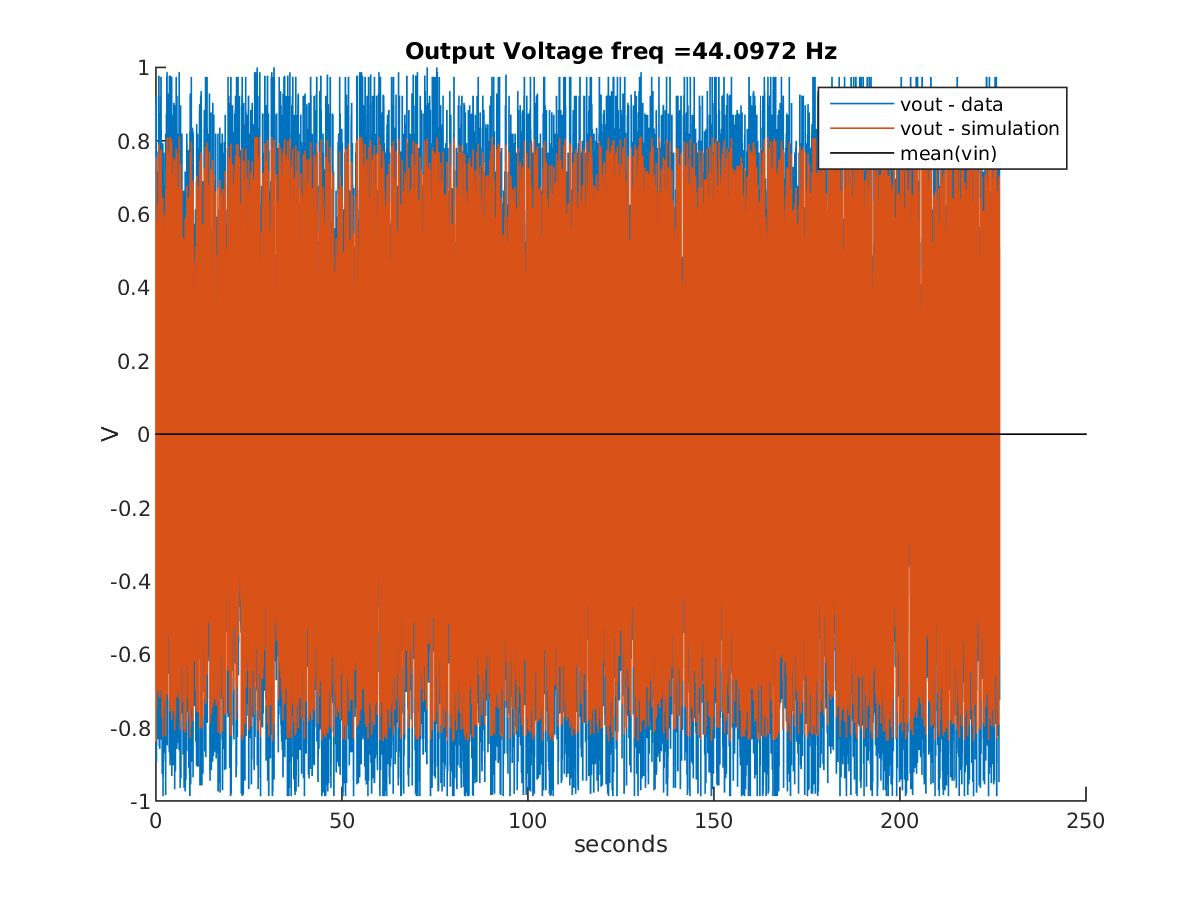 Output Voltage freq =44.0972 Hz
1
0.8
0.6
0.4
0.2
0
-0.2
-0.4
-0.6
-0.8
-1
V
vout - data
vout - simulation
mean(vin)
0 50 100 150 200 250
seconds